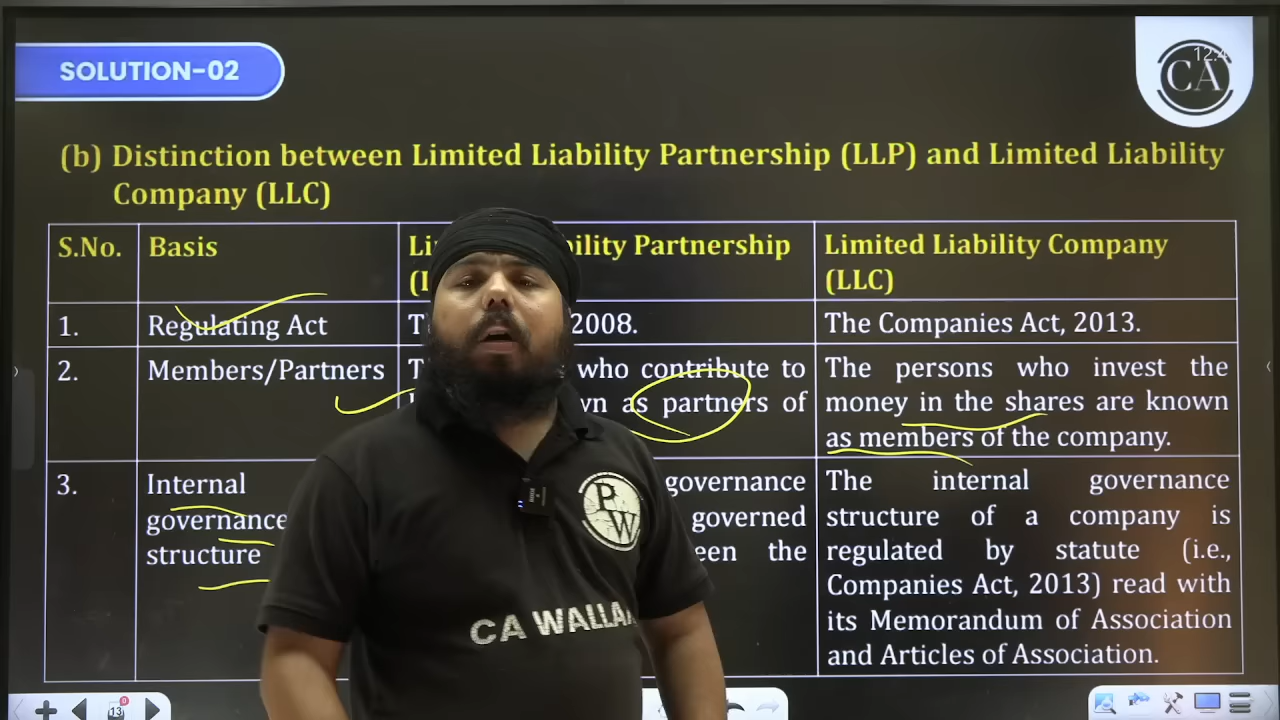 SOLUTION-02
CA
(b) Distinction between Limited Liability Partnership (LLP) and Limited Liability
Company (LLC)
S.No. Basis
bility Partnership
Limited Liability Company
(LLC)
1. Regulating Act
2008.
The Companies Act, 2013.
2. Members/Partners
who contribute to
as partners of
The persons who invest the
money in the shares are known
as members of the company.
3. Internal
governance
structure
governance
governed
the
The internal governance
structure of a company is
regulated by statute (i.e.,
Companies Act, 2013) read with
its Memorandum of Association
and Articles of Association.
PW
CA WALLA
13